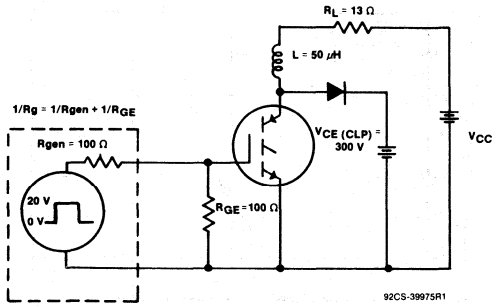 R_L = 13 Ω
L = 50 μH
1/Rg = 1/Rgen + 1/R_GE
Rgen = 100 Ω
V_CE (CLP) =
300 V
V_CC
20 V
0 V
R_GE = 100 Ω
92CS-39975R1